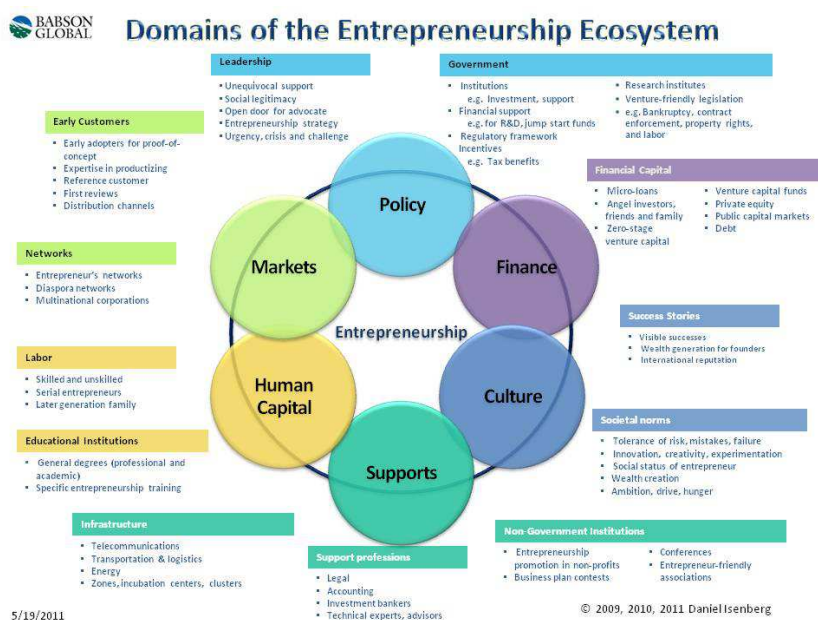 BABSON
GLOBAL
Domains of the Entrepreneurship Ecosystem
Leadership
▪ Unequivocal support
▪ Social legitimacy
▪ Open door for advocate
▪ Entrepreneurship strategy
▪ Urgency, crisis and challenge
Government
▪ Institutions
e.g. Investment, support
▪ Financial support
e.g. for R&D, jump start funds
▪ Regulatory framework
Incentives
e.g. Tax benefits
▪ Research institutes
▪ Venture-friendly legislation
▪ e.g. Bankruptcy, contract
enforcement, property rights,
and labor
Early Customers
▪ Early adopters for proof-of-
concept
▪ Expertise in productizing
▪ Reference customer
▪ First reviews
▪ Distribution channels
Financial Capital
▪ Micro-loans
▪ Angel investors,
friends and family
▪ Zero-stage
venture capital
▪ Venture capital funds
▪ Private equity
▪ Public capital markets
▪ Debt
Networks
▪ Entrepreneur's networks
▪ Diaspora networks
▪ Multinational corporations
Policy
Markets
Finance
Entrepreneurship
Human
Capital
Culture
Supports
Success Stories
▪ Visible successes
▪ Wealth generation for founders
▪ International reputation
Labor
▪ Skilled and unskilled
▪ Serial entrepreneurs
▪ Later generation family
Societal norms
▪ Tolerance of risk, mistakes, failure
▪ Innovation, creativity, experimentation
▪ Social status of entrepreneur
▪ Wealth creation
▪ Ambition, drive, hunger
Educational Institutions
▪ General degrees (professional and
academic)
▪ Specific entrepreneurship training
Infrastructure
▪ Telecommunications
▪ Transportation & logistics
▪ Energy
▪ Zones, incubation centers, clusters
Support professions
▪ Legal
▪ Accounting
▪ Investment bankers
▪ Technical experts, advisors
Non-Government Institutions
▪ Entrepreneurship
promotion in non-profits
▪ Business plan contests
▪ Conferences
▪ Entrepreneur-friendly
associations
5/19/2011
© 2009, 2010, 2011 Daniel Isenberg